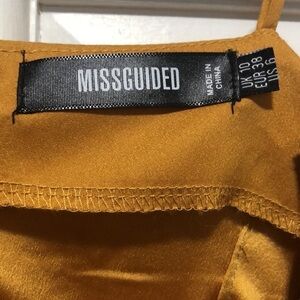 MISSGUIDED
MADE IN
CHINA
UK 10
EUR 38
US 6